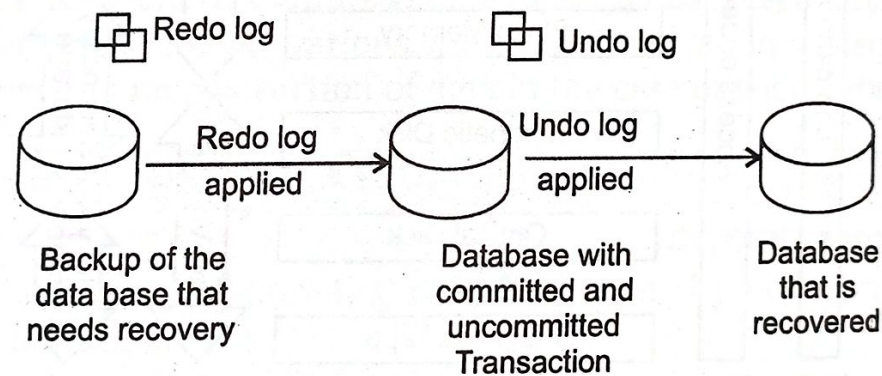 Redo log
Undo log
Redo log
applied
Undo log
applied
Backup of the
data base that
needs recovery
Database with
committed and
uncommitted
Transaction
Database
that is
recovered